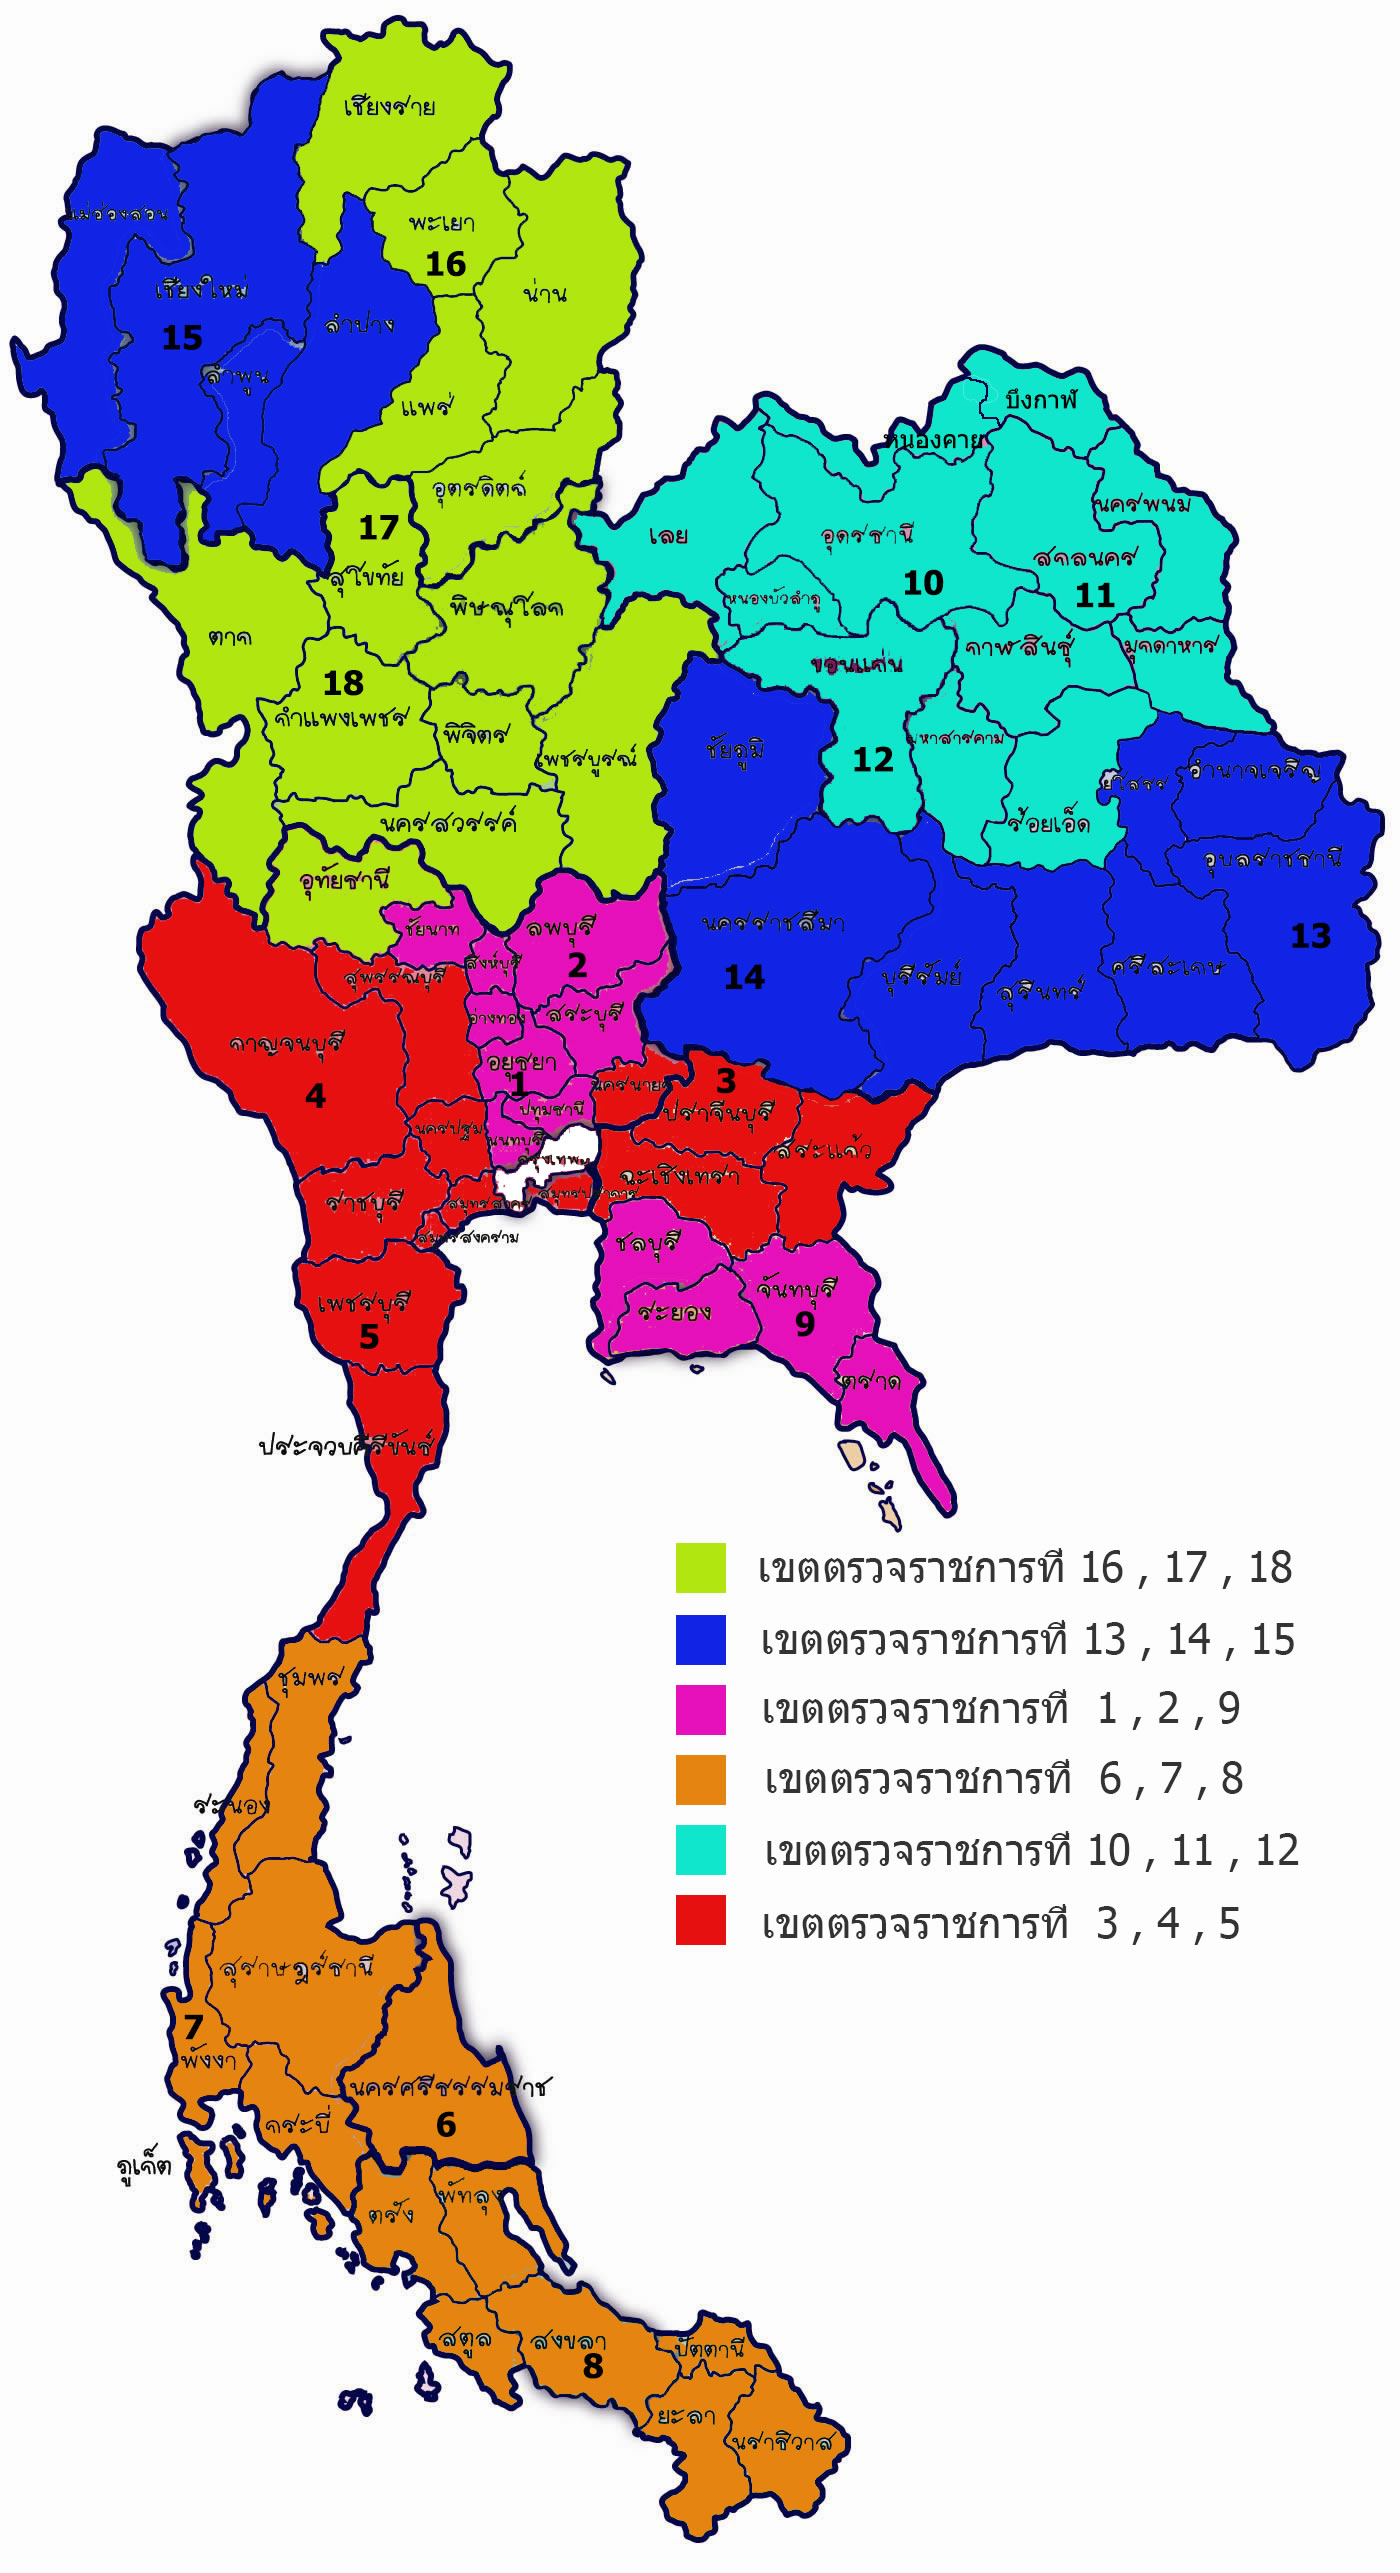 เชียงราย
แม่ฮ่องสอน
พะเยา
16
เชียงใหม่
น่าน
15
ลำปาง
ลำพูน
แพร่
บึงกาฬ
หนองคาย
อุตรดิตถ์
นครพนม
17
เลย
อุดรธานี
สกลนคร
สุโขทัย
10
11
พิษณุโลก
หนองบัวลำภู
ตาก
กาฬสินธุ์
มุกดาหาร
ขอนแก่น
18
กำแพงเพชร
พิจิตร
มหาสารคาม
ชัยภูมิ
เพชรบูรณ์
12
อำนาจเจริญ
ยโสธร
นครสวรรค์
ร้อยเอ็ด
อุบลราชธานี
อุทัยธานี
ชัยนาท
ลพบุรี
นครราชสีมา
13
สิงห์บุรี
2
สุพรรณบุรี
14
บุรีรัมย์
สุรินทร์
ศรีสะเกษ
อ่างทอง
สระบุรี
กาญจนบุรี
อยุธยา
1
4
นครนายก
3
ปทุมธานี
ปราจีนบุรี
นครปฐม
นนทบุรี
สระแก้ว
กรุงเทพฯ
ฉะเชิงเทรา
ราชบุรี
สมุทรสาคร
สมุทรปราการ
สมุทรสงคราม
ชลบุรี
เพชรบุรี
5
ระยอง
จันทบุรี
9
ตราด
ประจวบคีรีขันธ์
เขตตรวจราชการที่ 16 , 17 , 18
เขตตรวจราชการที่ 13 , 14 , 15
เขตตรวจราชการที่ 1 , 2 , 9
เขตตรวจราชการที่ 6 , 7 , 8
เขตตรวจราชการที่ 10 , 11 , 12
เขตตรวจราชการที่ 3 , 4 , 5
ชุมพร
ระนอง
สุราษฎร์ธานี
7
พังงา
นครศรีธรรมราช
6
กระบี่
ภูเก็ต
ตรัง
พัทลุง
สตูล
สงขลา
8
ปัตตานี
ยะลา
นราธิวาส